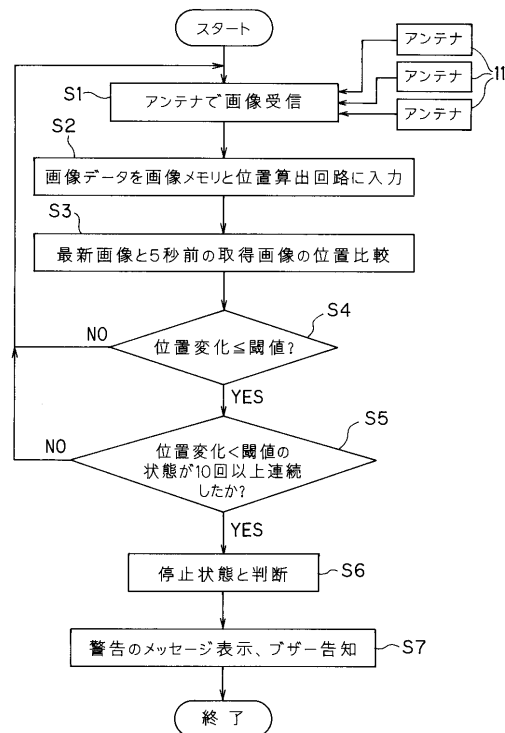 スタート
アンテナ
アンテナ
アンテナ
11
S1
アンテナで画像受信
S2
画像データを画像メモリと位置算出回路に入力
S3
最新画像と5秒前の取得画像の位置比較
S4
位置変化≦閾値?
NO
YES
S5
位置変化<閾値の
状態が10回以上連続
したか?
NO
YES
S6
停止状態と判断
S7
警告のメッセージ表示、ブザー告知
終了